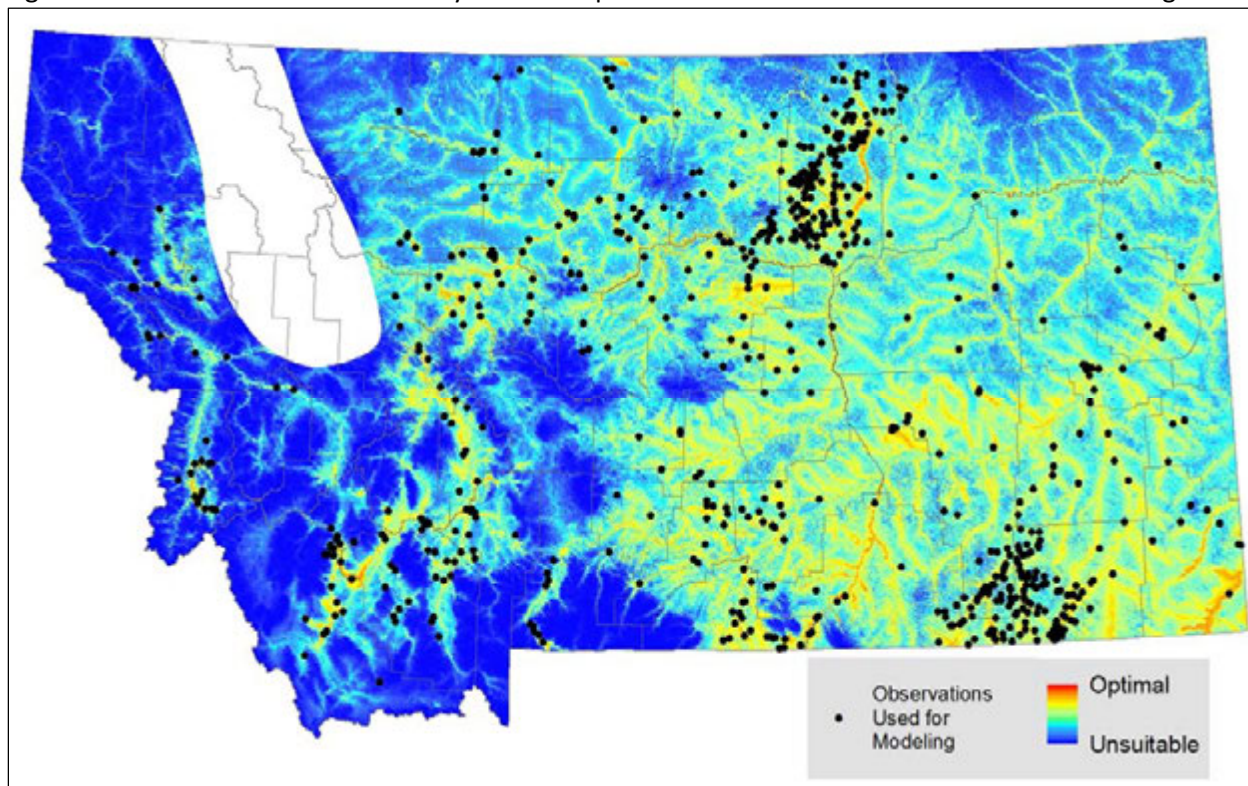 Observations
Used for
Modeling
Optimal
Unsuitable